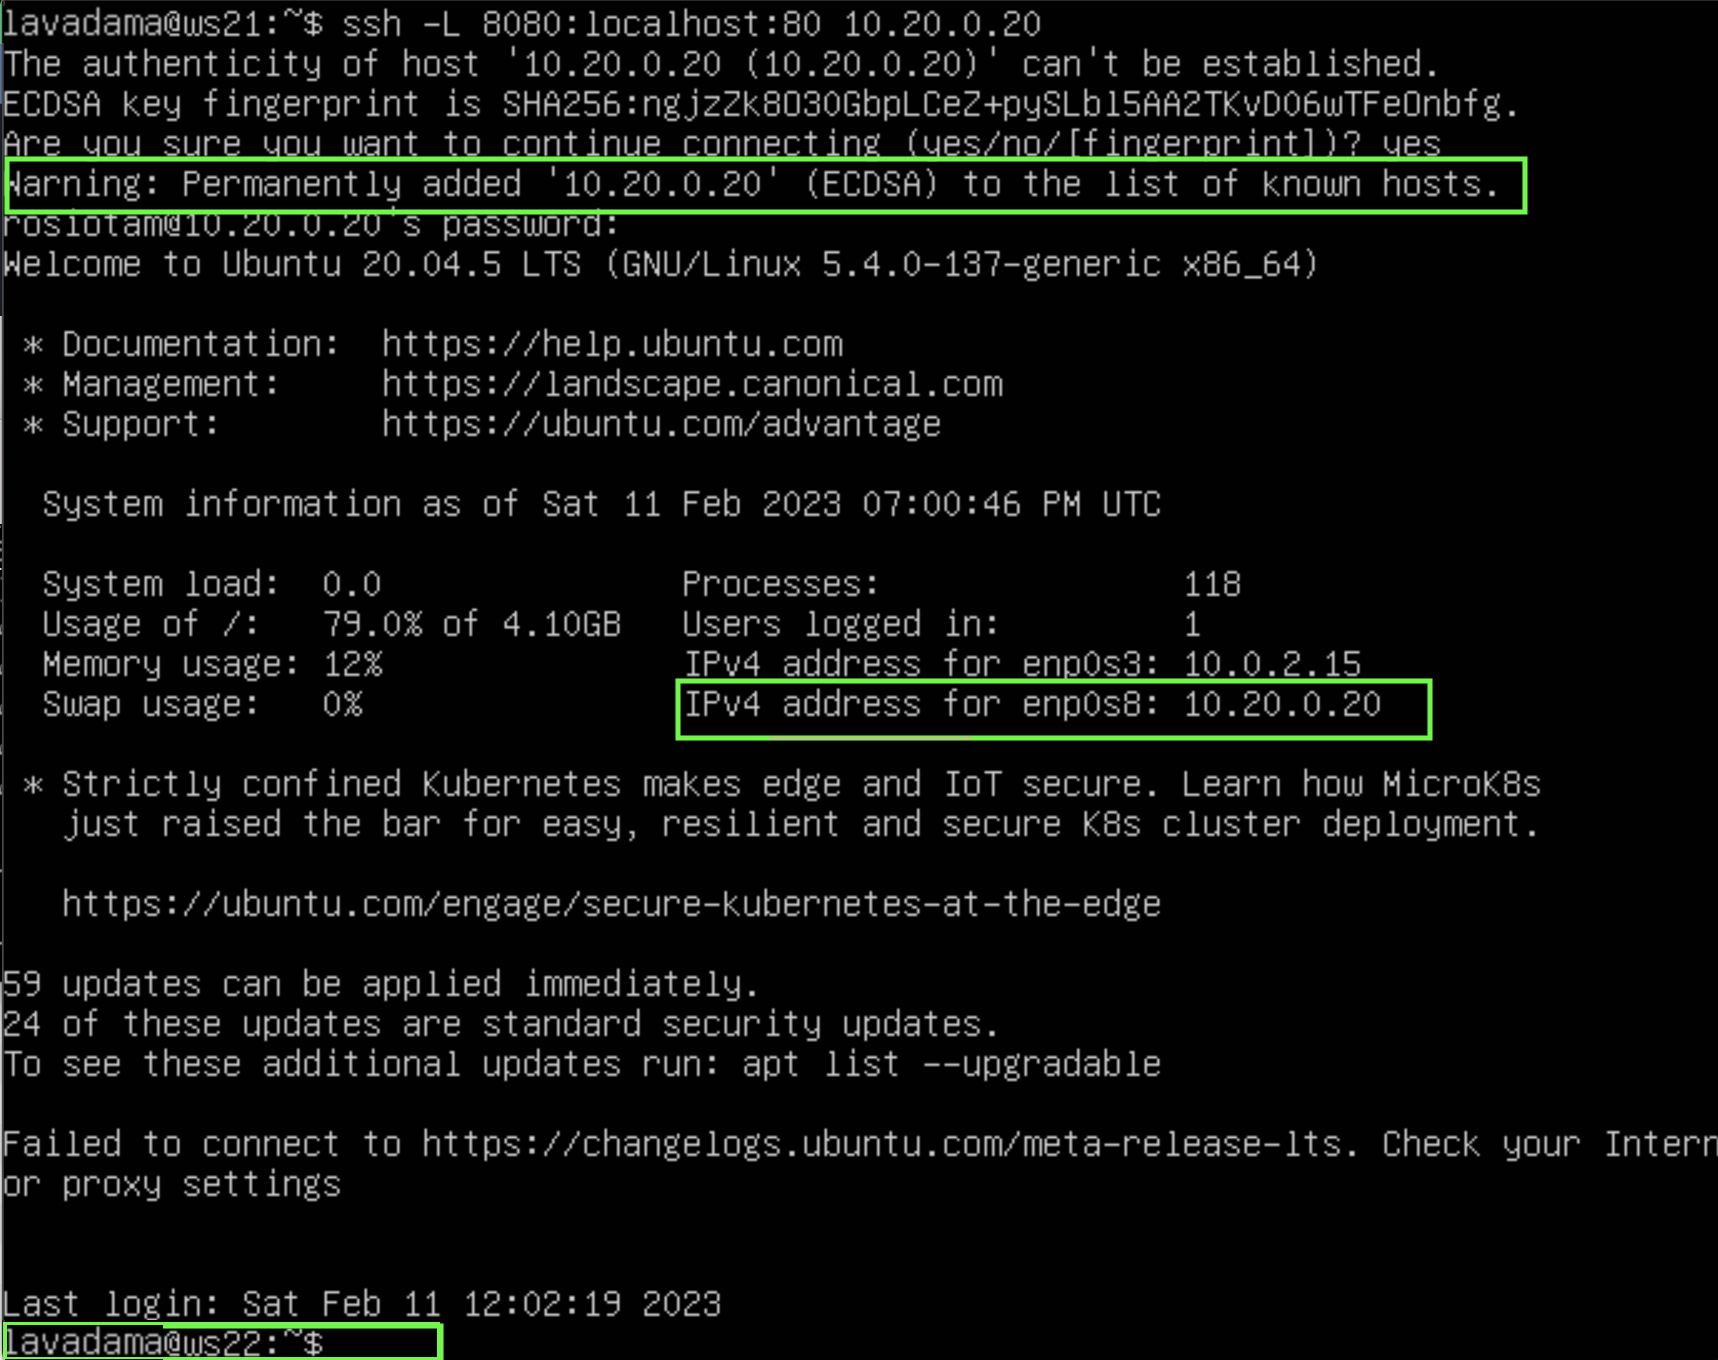 lavadama@ws21:~$ ssh -L 8080:localhost:80 10.20.0.20
The authenticity of host '10.20.0.20 (10.20.0.20)' can't be established.
ECDSA key fingerprint is SHA256:ngjzZk8O3OGbpLCeZ+pySLbl5AA2TKvDO6wTFeOnbfg.
Are you sure you want to continue connecting (yes/no/[fingerprint])? yes
Warning: Permanently added '10.20.0.20' (ECDSA) to the list of known hosts.
rosiotam@10.20.0.20's password:
Welcome to Ubuntu 20.04.5 LTS (GNU/Linux 5.4.0-137-generic x86_64)
* Documentation: https://help.ubuntu.com
* Management: https://landscape.canonical.com
* Support: https://ubuntu.com/advantage
System information as of Sat 11 Feb 2023 07:00:46 PM UTC
System load: 0.0 Processes: 118
Usage of /: 79.0% of 4.10GB Users logged in: 1
Memory usage: 12% IPv4 address for enp0s3: 10.0.2.15
Swap usage: 0% IPv4 address for enp0s8: 10.20.0.20
* Strictly confined Kubernetes makes edge and IoT secure. Learn how MicroK8s
just raised the bar for easy, resilient and secure K8s cluster deployment.
https://ubuntu.com/engage/secure-kubernetes-at-the-edge
59 updates can be applied immediately.
24 of these updates are standard security updates.
To see these additional updates run: apt list --upgradable
Failed to connect to https://changelogs.ubuntu.com/meta-release-lts. Check your Intern
or proxy settings
Last login: Sat Feb 11 12:02:19 2023
lavadama@ws22:~$